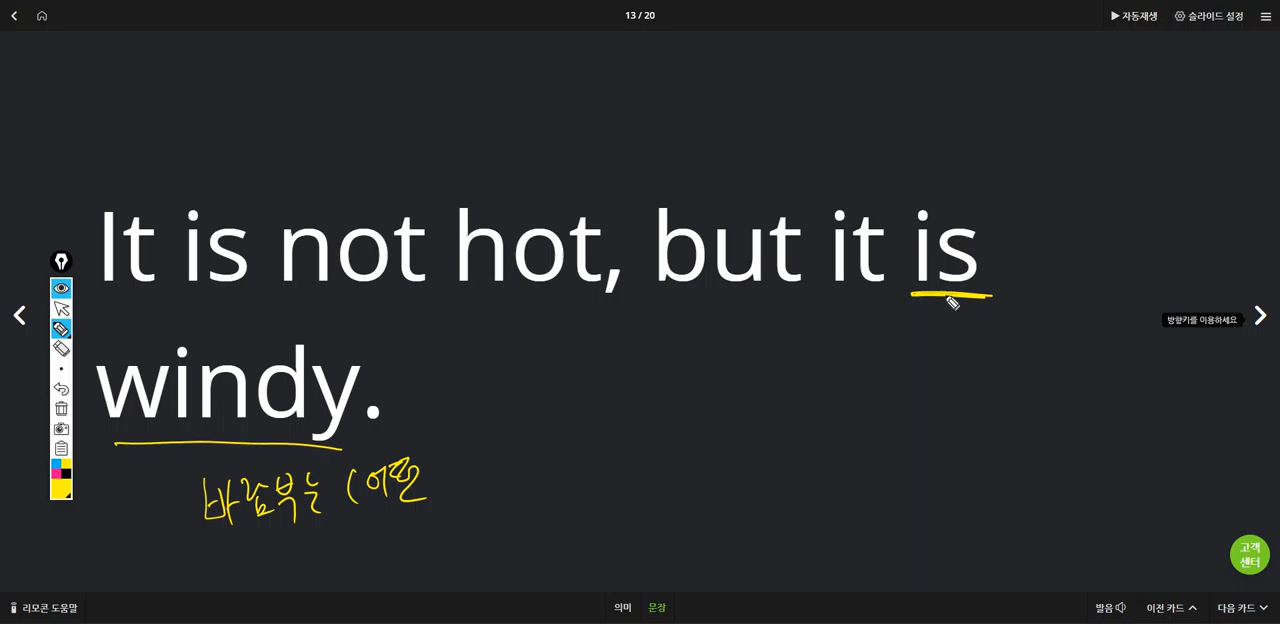 13 / 20
자동재생
슬라이드 설정
It is not hot, but it is
방향키를 이용하세요
windy.
바람부는 (어떤
고객
센터
리모콘 도움말
의미
문장
발음
이전 카드
다음 카드